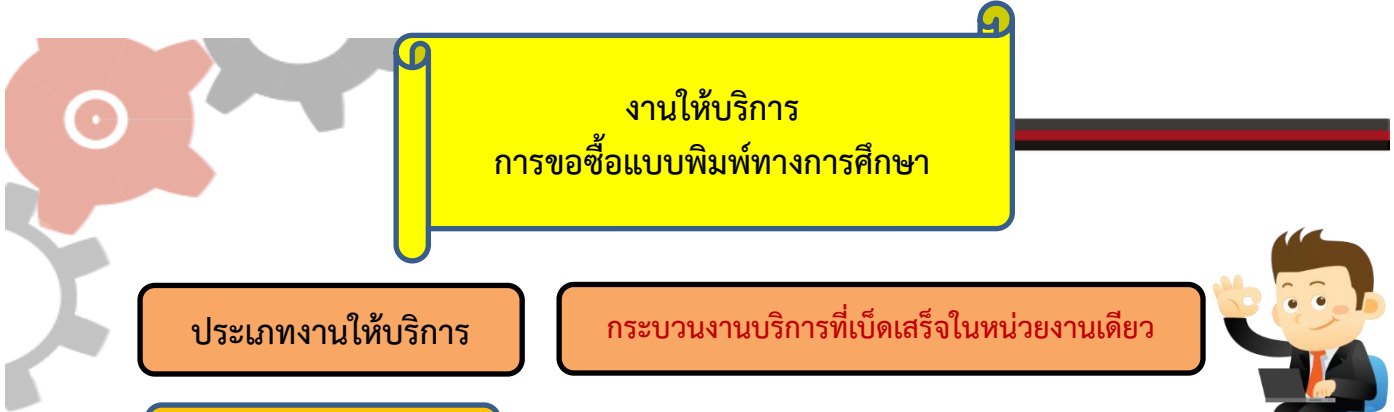 งานให้บริการ
การขอซื้อแบบพิมพ์ทางการศึกษา
ประเภทงานให้บริการ
กระบวนงานบริการที่เบ็ดเสร็จในหน่วยงานเดียว